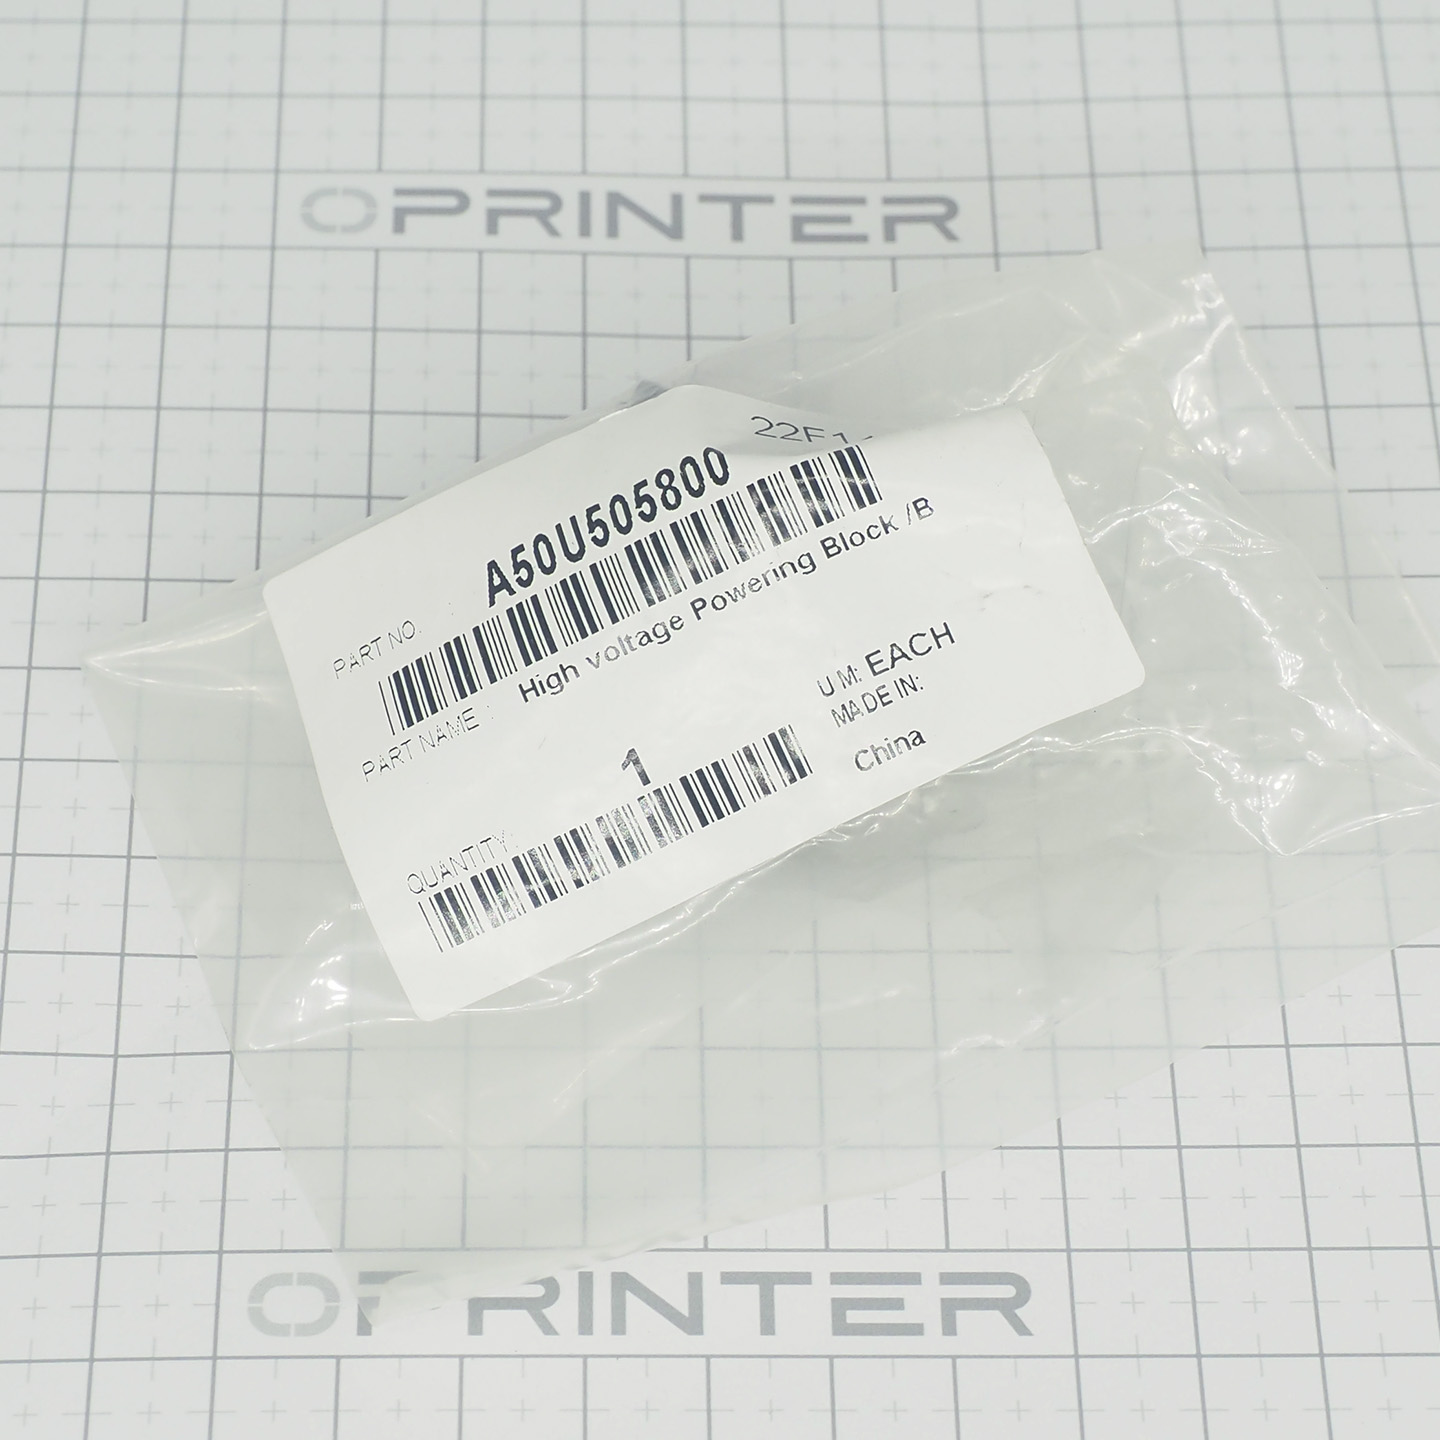 OPRINTER
22F1
A50U505800
PART NO.
High voltage Powering Block /B
PART NAME :
U\M: EACH
MADE IN:
China
1
QUANTITY:
OPRINTER